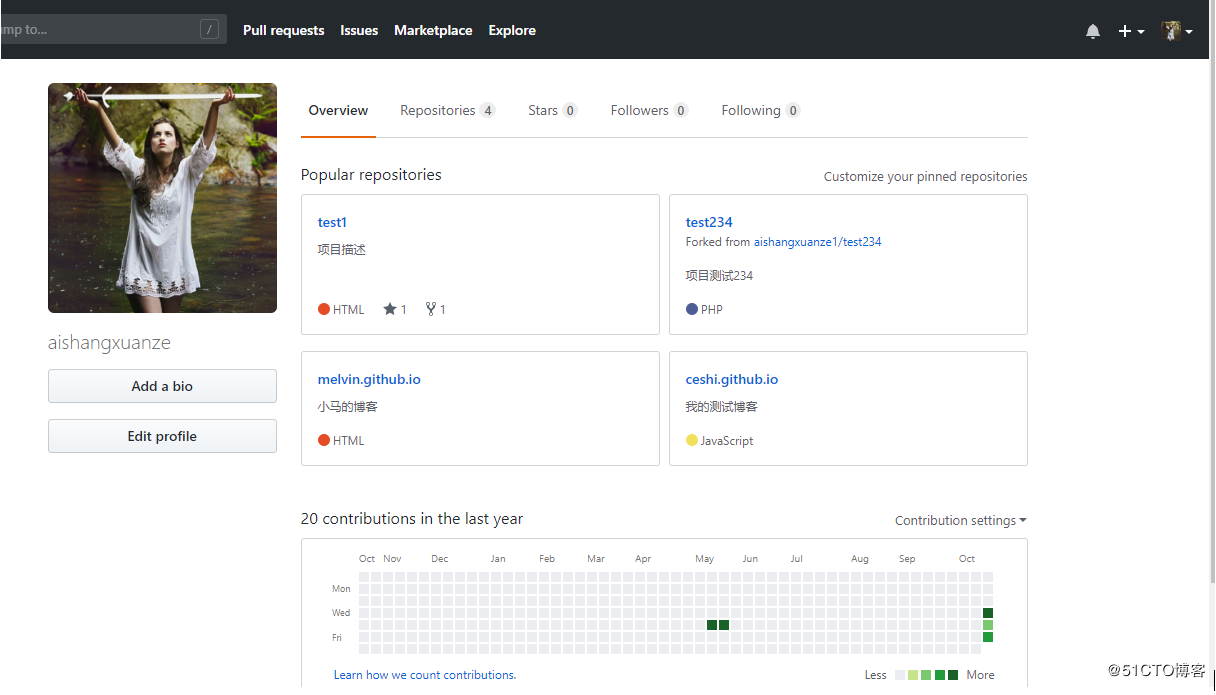 ump to... /
Pull requests Issues Marketplace Explore
Overview Repositories 4 Stars 0 Followers 0 Following 0
aishangxuanze
Add a bio
Edit profile
Popular repositories Customize your pinned repositories
test1
项目描述
HTML 1 1
test234
Forked from aishangxuanze1/test234
项目测试234
PHP
melvin.github.io
小马的博客
HTML
ceshi.github.io
我的测试博客
JavaScript
20 contributions in the last year Contribution settings
Oct Nov Dec Jan Feb Mar Apr May Jun Jul Aug Sep Oct
Mon
Wed
Fri
Learn how we count contributions. Less More
@51CTO博客